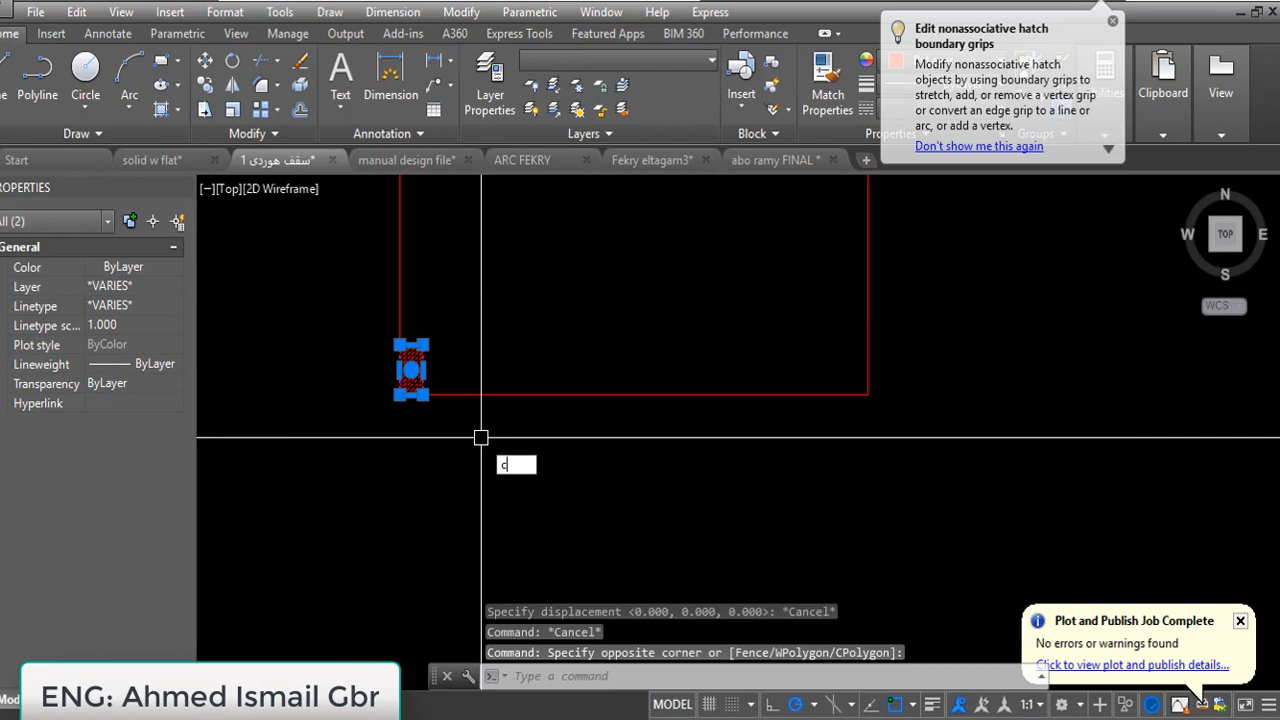 File Edit View Insert Format Tools Draw Dimension Modify Parametric Window Help Express
ome Insert Annotate Parametric View Manage Output Add-ins A360 Express Tools Featured Apps BIM 360 Performance
Polyline Circle Arc Text Dimension Layer Properties Insert Match Properties Clipboard View
Draw Modify Annotation Layers Block Properties Groups
Edit nonassociative hatch
boundary grips
Modify nonassociative hatch
objects by using boundary grips to
stretch, add, or remove a vertex grip
or convert an edge grip to a line or
arc, or add a vertex.
Don't show me this again
Start solid w flat* سقف هوردى 1* manual design file* ARC FEKRY Fekry eltagam3* abo ramy FINAL *
[−][Top][2D Wireframe]
PROPERTIES
All (2)
General
Color ByLayer
Layer *VARIES*
Linetype *VARIES*
Linetype sc... 1.000
Plot style ByColor
Lineweight ByLayer
Transparency ByLayer
Hyperlink
N
W TOP E
S
WCS
c
Specify displacement <0.000, 0.000, 0.000>: *Cancel*
Command: *Cancel*
Command: Specify opposite corner or [Fence/WPolygon/CPolygon]:
Type a command
Plot and Publish Job Complete
No errors or warnings found
Click to view plot and publish details...
ENG: Ahmed Ismail Gbr
MODEL 1:1